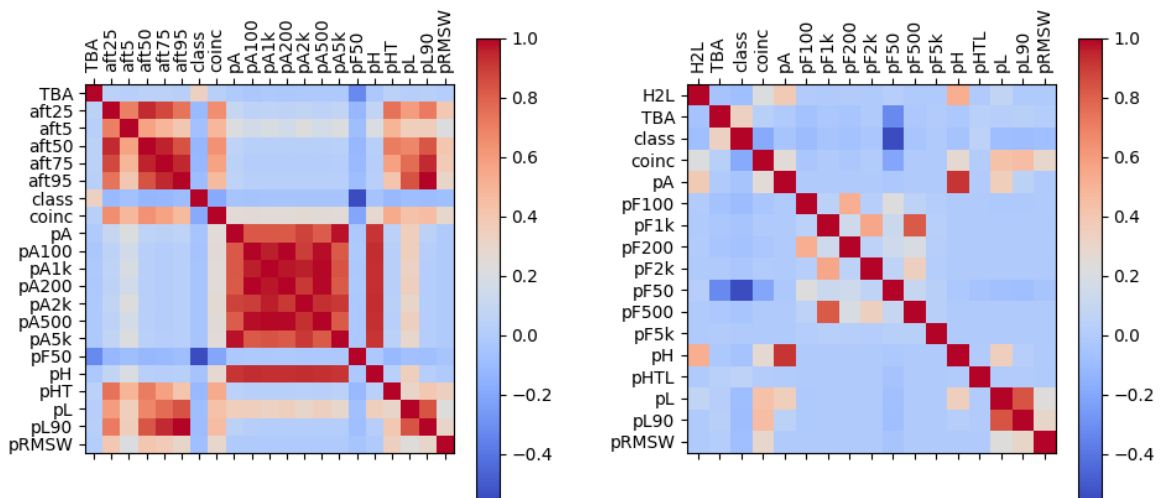 TBA
aft25
aft5
aft50
aft75
aft95
class
coinc
pA
pA100
pA1k
pA200
pA2k
pA500
pA5k
pF50
pH
pHT
pL
pL90
pRMSW
TBA
aft25
aft5
aft50
aft75
aft95
class
coinc
pA
pA100
pA1k
pA200
pA2k
pA500
pA5k
pF50
pH
pHT
pL
pL90
pRMSW
1.0
0.8
0.6
0.4
0.2
0.0
−0.2
−0.4
H2L
TBA
class
coinc
pA
pF100
pF1k
pF200
pF2k
pF50
pF500
pF5k
pH
pHTL
pL
pL90
pRMSW
H2L
TBA
class
coinc
pA
pF100
pF1k
pF200
pF2k
pF50
pF500
pF5k
pH
pHTL
pL
pL90
pRMSW
1.0
0.8
0.6
0.4
0.2
0.0
−0.2
−0.4